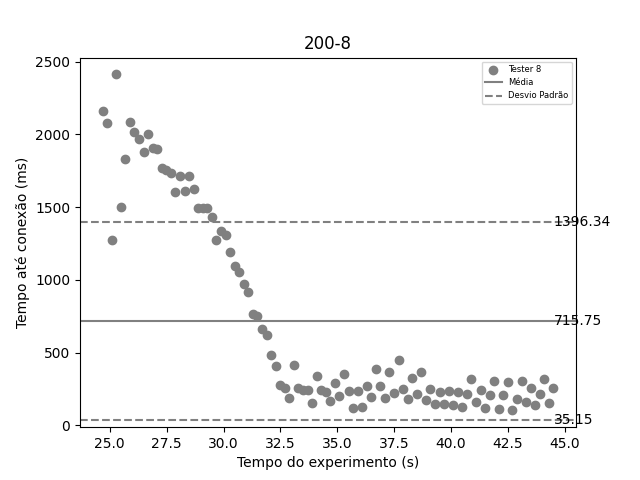 200-8
Tester 8
Média
Desvio Padrão
2500
2000
1500
1000
500
0
Tempo até conexão (ms)
1396.34
715.75
35.15
25.0 27.5 30.0 32.5 35.0 37.5 40.0 42.5 45.0
Tempo do experimento (s)